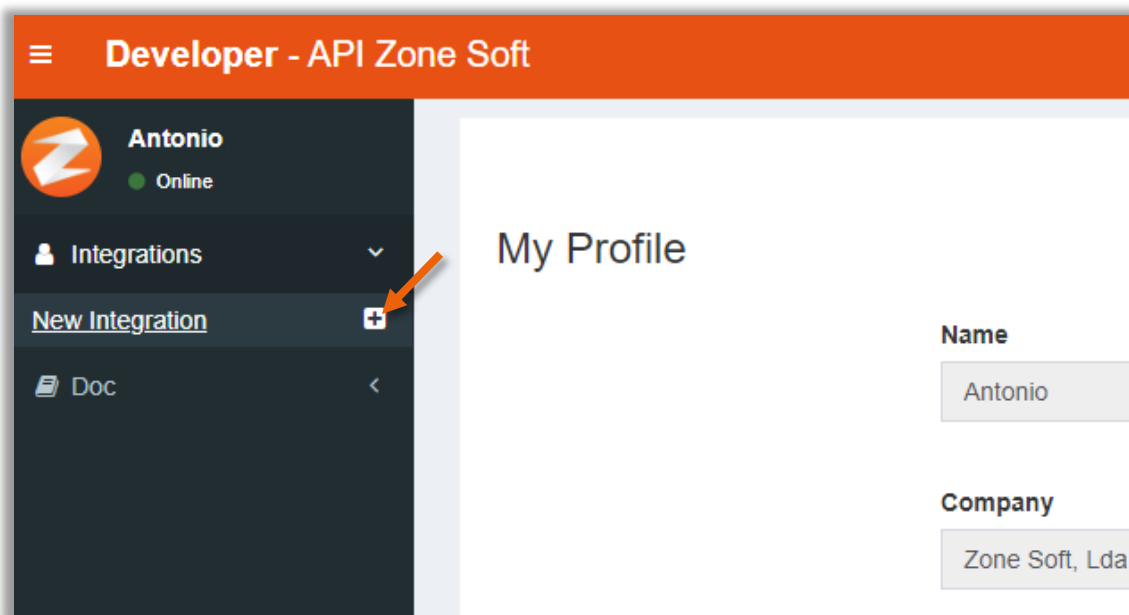 Developer - API Zone Soft
Antonio
Online
Integrations
New Integration
Doc
My Profile
Name
Antonio
Company
Zone Soft, Lda